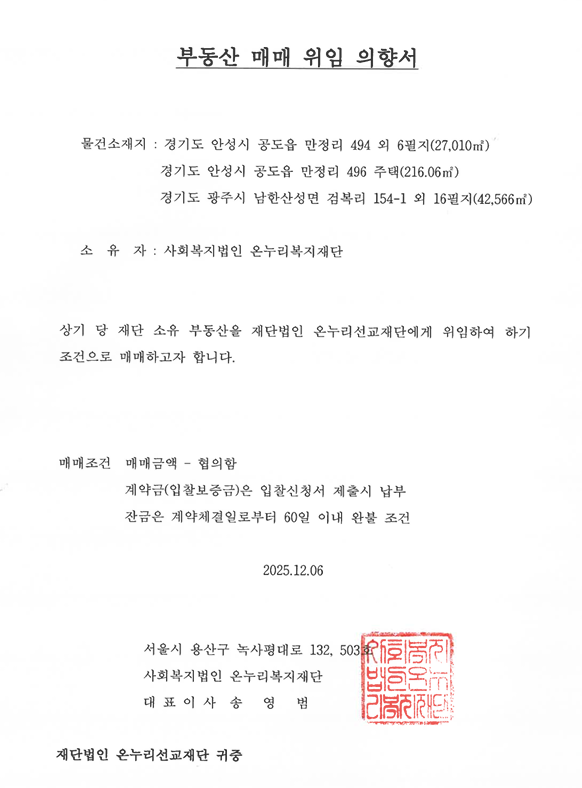 부동산 매매 위임 의향서
물건소재지 : 경기도 안성시 공도읍 만정리 494 외 6필지(27,010㎡)
경기도 안성시 공도읍 만정리 496 주택(216.06㎡)
경기도 광주시 남한산성면 검복리 154-1 외 16필지(42,566㎡)
소 유 자 : 사회복지법인 온누리복지재단
상기 당 재단 소유 부동산을 재단법인 온누리선교재단에게 위임하여 하기
조건으로 매매하고자 합니다.
매매조건 매매금액 - 협의함
계약금(입찰보증금)은 입찰신청서 제출시 납부
잔금은 계약체결일로부터 60일 이내 완불 조건
2025.12.06
서울시 용산구 녹사평대로 132, 503호
사회복지법인 온누리복지재단
대 표 이 사 송 영 범
재단법인 온누리선교재단 귀중